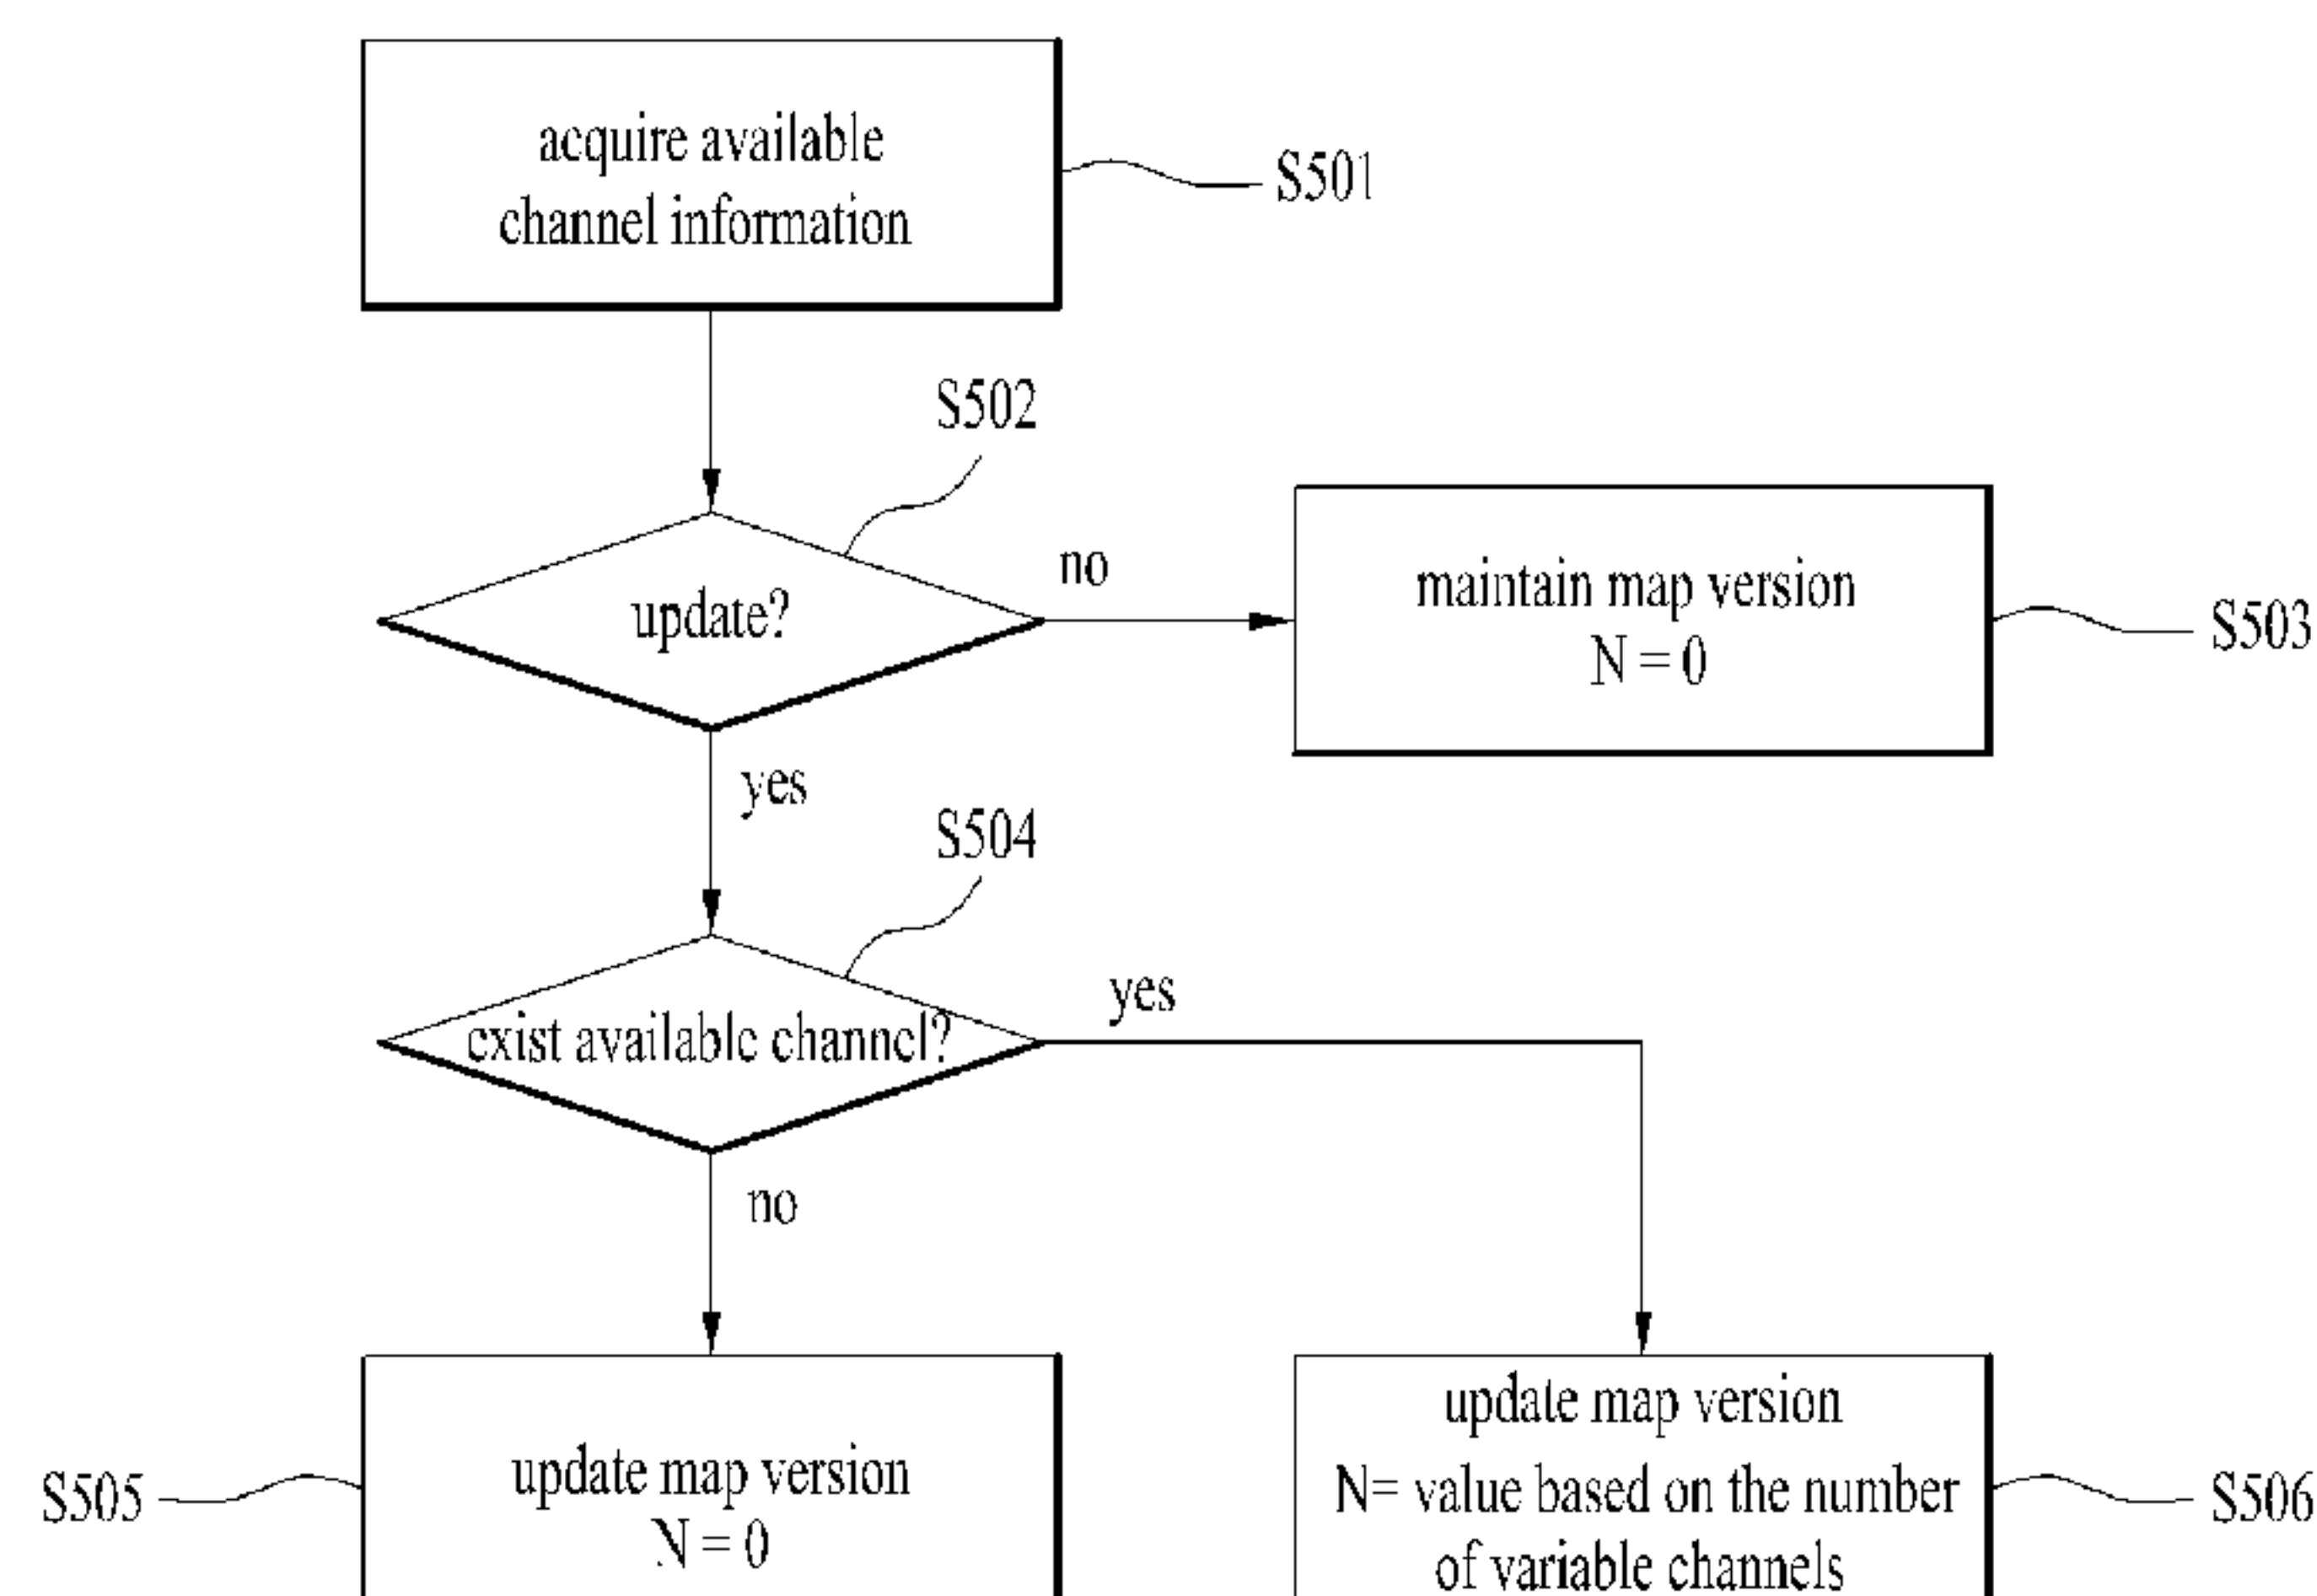 acquire available
channel information
S501
S502
update?
no
maintain map version
N = 0
S503
yes
S504
exist available channel?
yes
no
update map version
N = 0
S505
update map version
N= value based on the number
of variable channels
S506